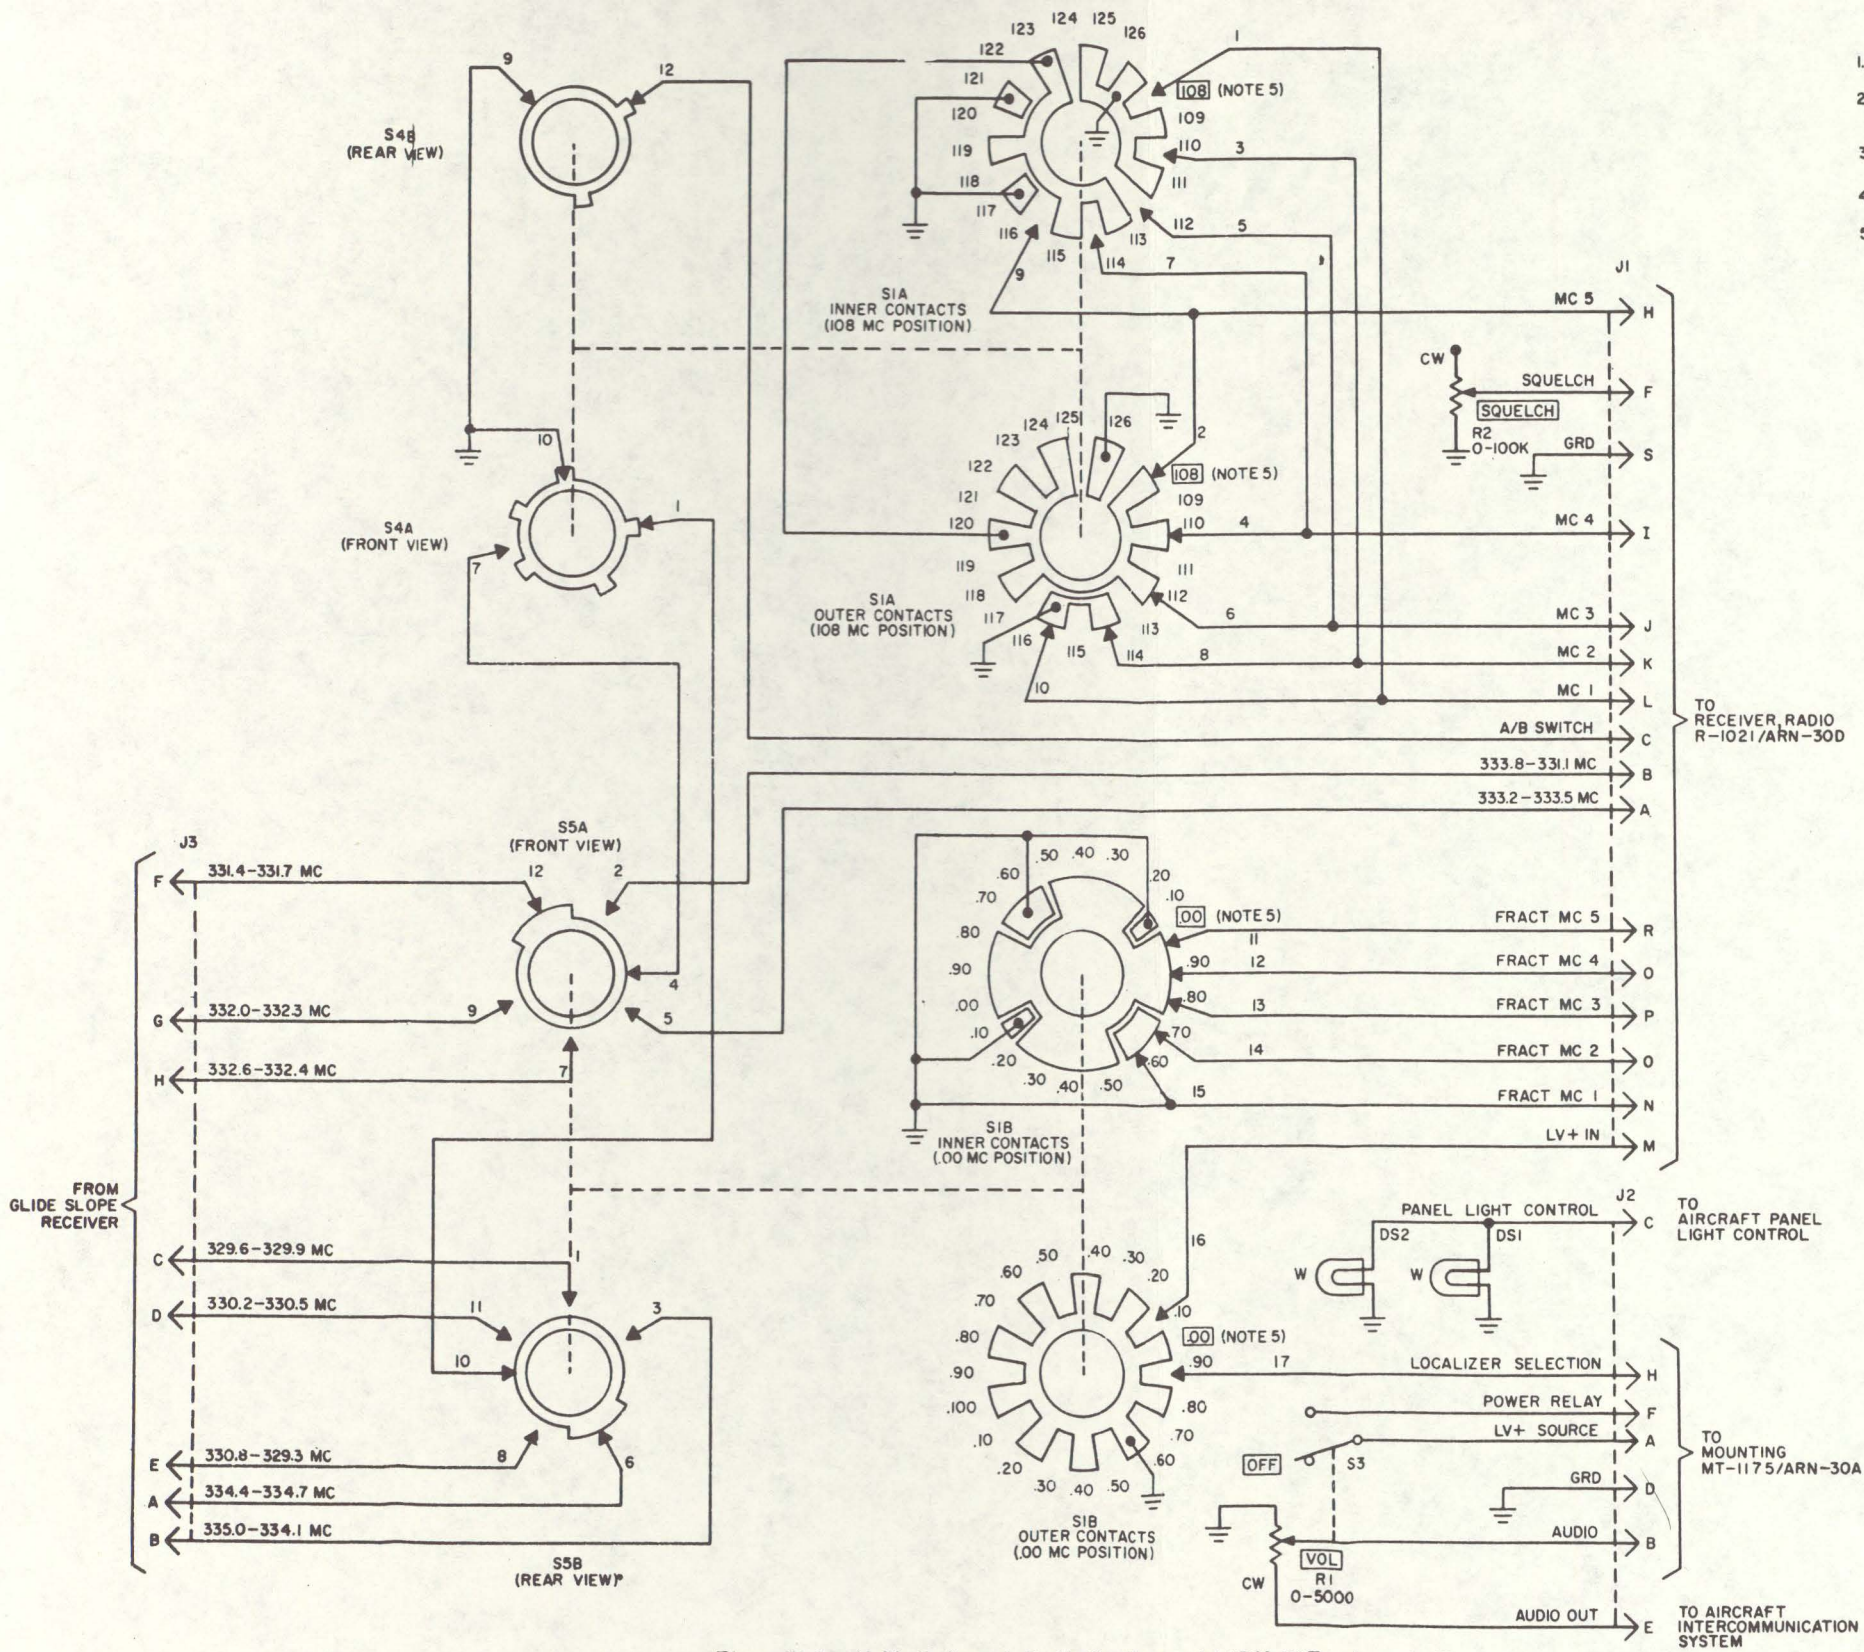 S4B
(REAR VIEW)
9
12
122
123
124
125
126
121
120
119
118
117
116
115
114
113
112
111
110
109
108 (NOTE 5)
1
3
5
7
9
S1A
INNER CONTACTS
(108 MC POSITION)
1.
2
3
4
5
J1
MC 5
H
CW
SQUELCH
F
SQUELCH
R2
0-100K
GRD
S
S4A
(FRONT VIEW)
10
1
7
120
121
122
123
124
125
126
2
108 (NOTE 5)
109
110
4
111
112
6
113
114
8
115
116
117
118
119
10
S1A
OUTER CONTACTS
(108 MC POSITION)
MC 4
I
MC 3
J
MC 2
K
MC 1
L
A/B SWITCH
C
333.8-331.1 MC
B
333.2-333.5 MC
A
TO
RECEIVER, RADIO
R-1021/ARN-30D
J3
S5A
(FRONT VIEW)
F
331.4-331.7 MC
12
2
G
332.0-332.3 MC
9
4
5
H
332.6-332.4 MC
7
.60
.50
.40
.30
.20
.10
.70
.80
.90
.00
.10
.20
.30
.40
.50
.60
.70
.80
.90
.00 (NOTE 5)
11
12
13
14
15
FRACT MC 5
R
FRACT MC 4
O
FRACT MC 3
P
FRACT MC 2
O
FRACT MC 1
N
LV+ IN
M
S1B
INNER CONTACTS
(.00 MC POSITION)
FROM
GLIDE SLOPE
RECEIVER
C
329.6-329.9 MC
1
D
330.2-330.5 MC
11
3
10
E
330.8-329.3 MC
8
6
A
334.4-334.7 MC
B
335.0-334.1 MC
S5B
(REAR VIEW)
16
.50
.40
.30
.20
.10
.60
.70
.80
.90
.100
.10
.20
.30
.40
.50
.60
.70
.80
.90
17
.00 (NOTE 5)
S1B
OUTER CONTACTS
(.00 MC POSITION)
J2
PANEL LIGHT CONTROL
C
TO
AIRCRAFT PANEL
LIGHT CONTROL
DS2
DS1
W
W
LOCALIZER SELECTION
H
POWER RELAY
F
LV+ SOURCE
A
OFF
S3
GRD
D
AUDIO
B
TO
MOUNTING
MT-1175/ARN-30A
VOL
R1
0-5000
CW
AUDIO OUT
E
TO AIRCRAFT
INTERCOMMUNICATION
SYSTEM